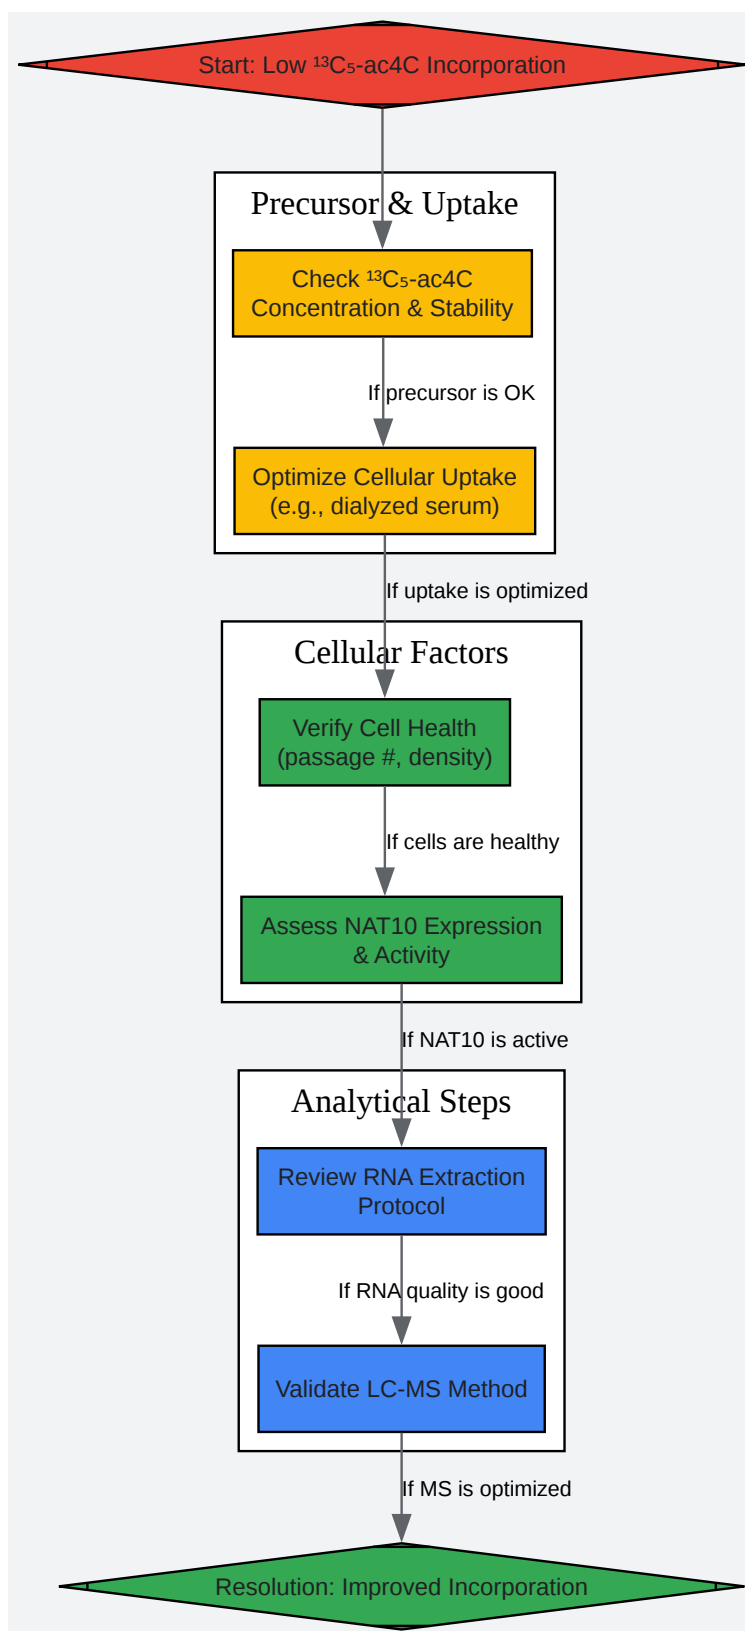 Start: Low ¹³C₅-ac4C Incorporation
Precursor & Uptake
Check ¹³C₅-ac4C
Concentration & Stability
If precursor is OK
Optimize Cellular Uptake
(e.g., dialyzed serum)
If uptake is optimized
Cellular Factors
Verify Cell Health
(passage #, density)
If cells are healthy
Assess NAT10 Expression
& Activity
If NAT10 is active
Analytical Steps
Review RNA Extraction
Protocol
If RNA quality is good
Validate LC-MS Method
If MS is optimized
Resolution: Improved Incorporation